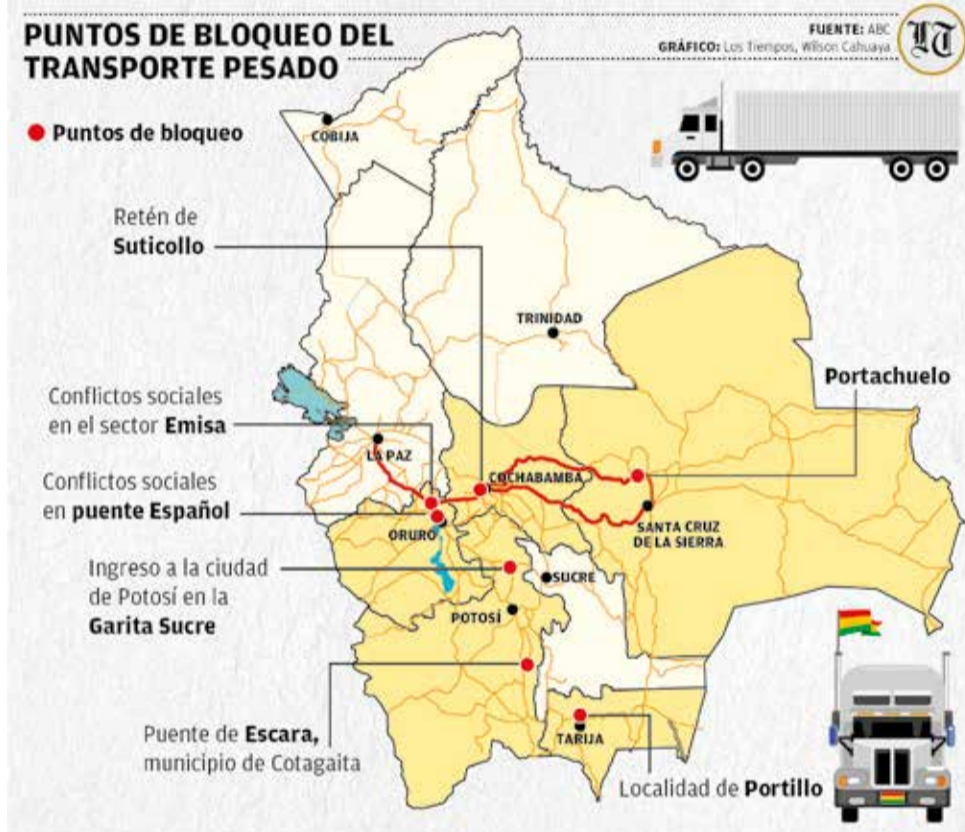 PUNTOS DE BLOQUEO DEL
TRANSPORTE PESADO
FUENTE: ABC
GRÁFICO: Los Tiempos, Wilson Cahuaya
LT
Puntos de bloqueo
COBIJA
Retén de
Suticollo
TRINIDAD
Portachuelo
Conflictos sociales
en el sector Emisa
LA PAZ
COCHABAMBA
Conflictos sociales
en puente Español
ORURO
SANTA CRUZ
DE LA SIERRA
Ingreso a la ciudad
de Potosí en la
Garita Sucre
SUCRE
POTOSÍ
Puente de Escara,
municipio de Cotagaita
TARIJA
Localidad de Portillo